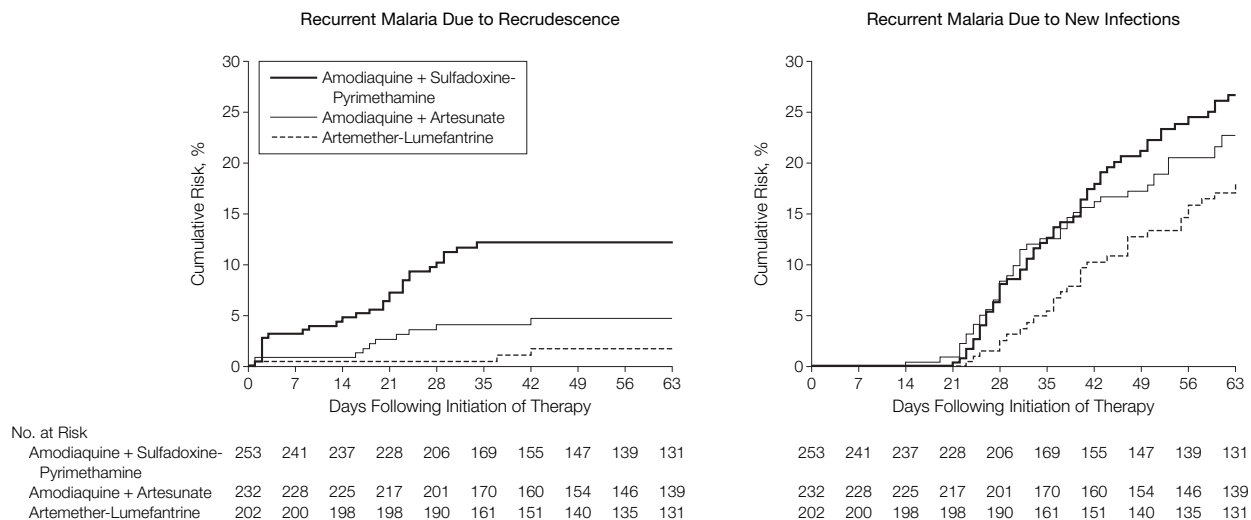 Recurrent Malaria Due to Recrudescence
30
25
20
15
10
5
0
Cumulative Risk, %
Amodiaquine + Sulfadoxine-
Pyrimethamine
Amodiaquine + Artesunate
Artemether-Lumefantrine
0 7 14 21 28 35 42 49 56 63
Days Following Initiation of Therapy
Recurrent Malaria Due to New Infections
30
25
20
15
10
5
0
Cumulative Risk, %
0 7 14 21 28 35 42 49 56 63
Days Following Initiation of Therapy
No. at Risk
Amodiaquine + Sulfadoxine- 253 241 237 228 206 169 155 147 139 131 253 241 237 228 206 169 155 147 139 131
Pyrimethamine
Amodiaquine + Artesunate 232 228 225 217 201 170 160 154 146 139 232 228 225 217 201 170 160 154 146 139
Artemether-Lumefantrine 202 200 198 198 190 161 151 140 135 131 202 200 198 198 190 161 151 140 135 131